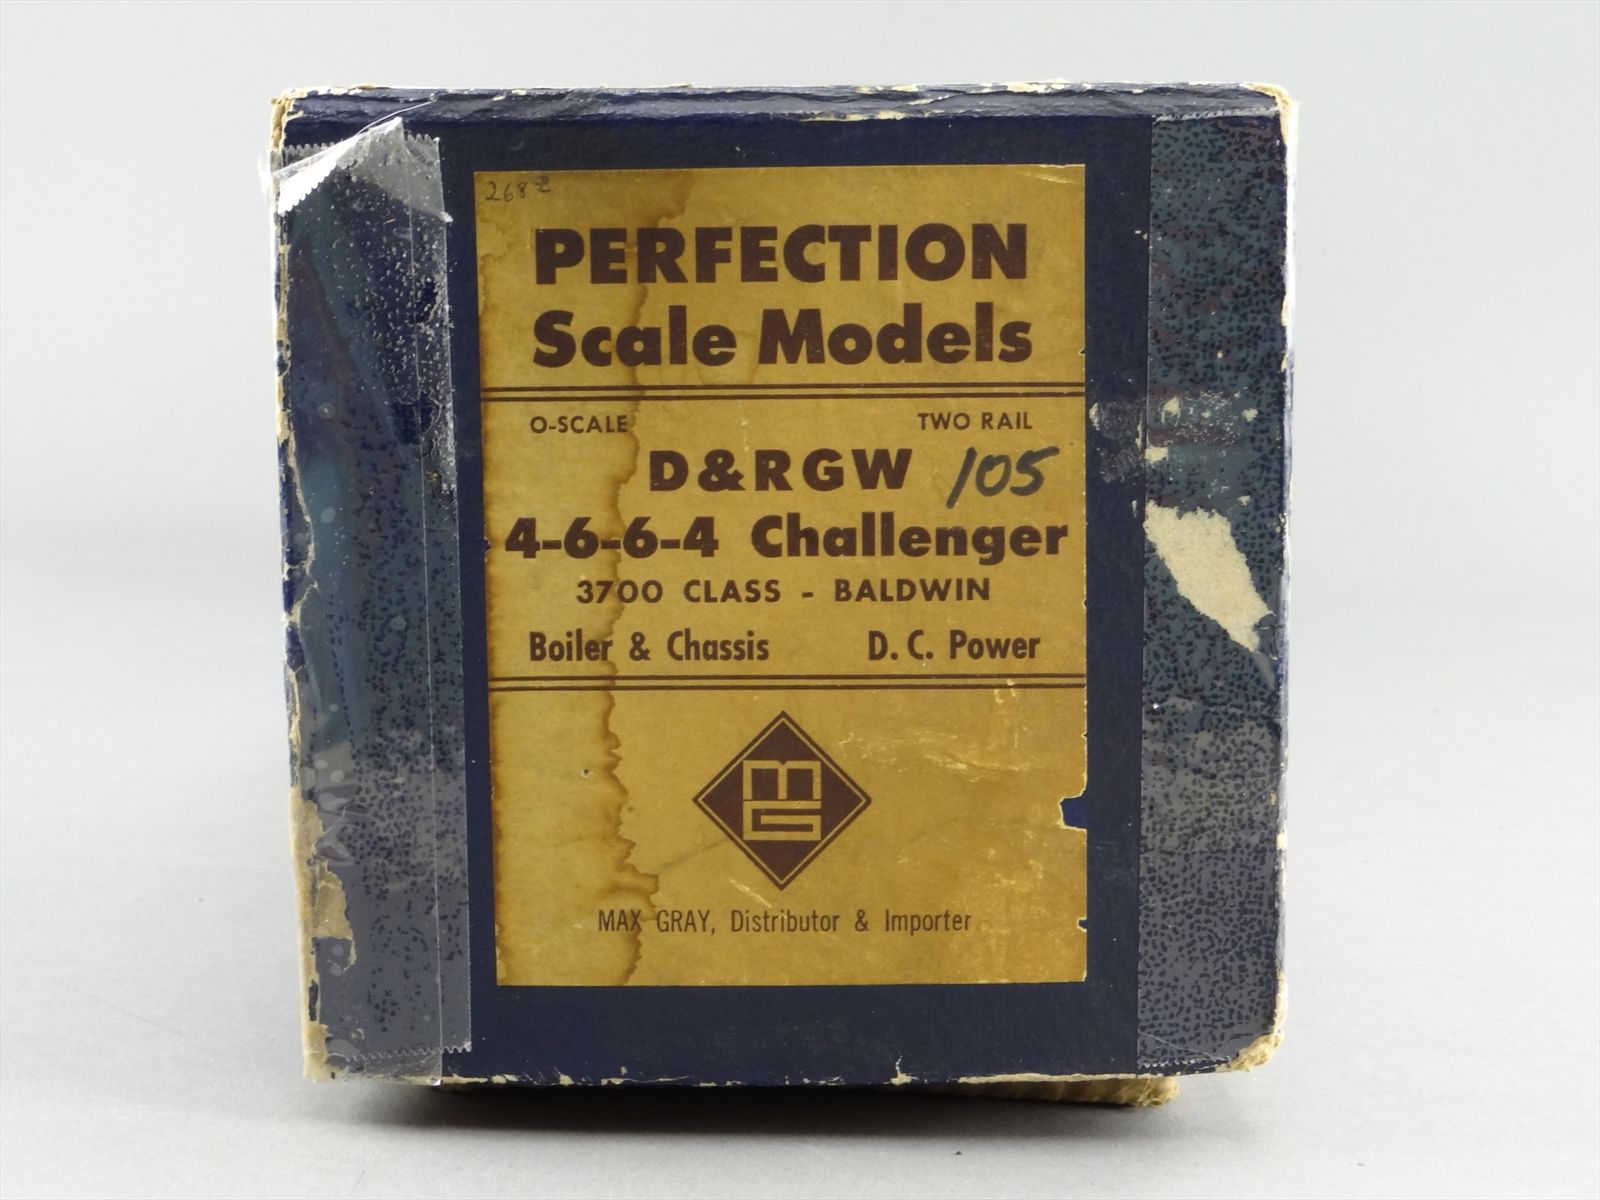 268
PERFECTION
Scale Models
O-SCALE TWO RAIL
D&RGW 105
4-6-6-4 Challenger
3700 CLASS - BALDWIN
Boiler & Chassis D.C. Power
MG
MAX GRAY, Distributor & Importer